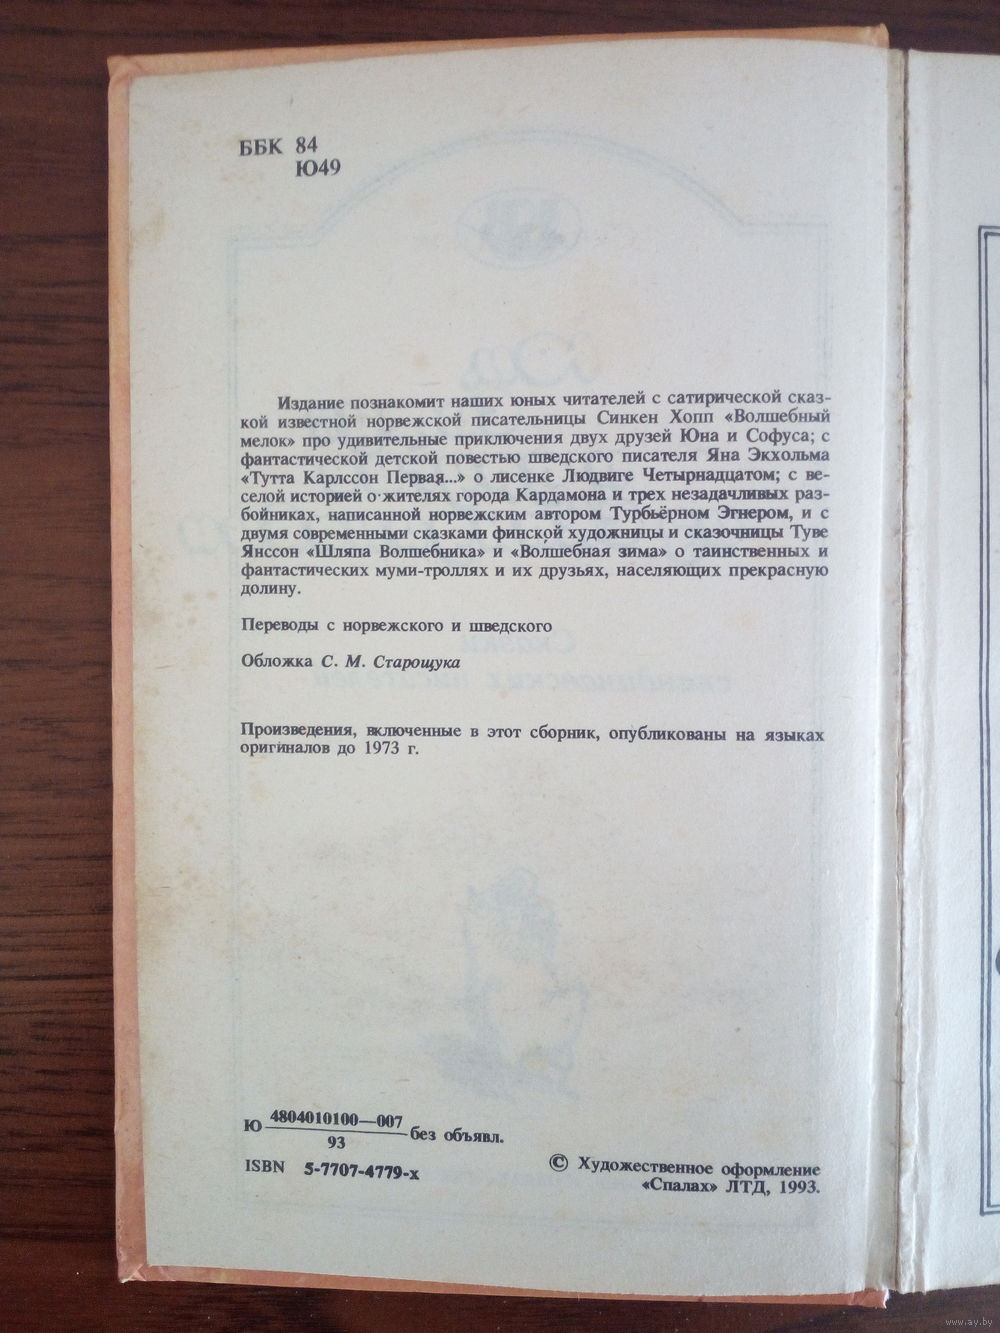 ББК 84
Ю49
Издание познакомит наших юных читателей с сатирической сказ-
кой известной норвежской писательницы Синкен Хопп «Волшебный
мелок» про удивительные приключения двух друзей Юна и Софуса; с
фантастической детской повестью шведского писателя Яна Экхольма
«Тутта Карлссон Первая...» о лисенке Людвиге Четырнадцатом; с ве-
селой историей о жителях города Кардамона и трех незадачливых раз-
бойниках, написанной норвежским автором Турбьёрном Эгнером, и с
двумя современными сказками финской художницы и сказочницы Туве
Янссон «Шляпа Волшебника» и «Волшебная зима» о таинственных и
фантастических муми-троллях и их друзьях, населяющих прекрасную
долину.
Переводы с норвежского и шведского
Обложка С. М. Старощука
Произведения, включенные в этот сборник, опубликованы на языках
оригиналов до 1973 г.
Ю 4804010100—007 без объявл.
93
ISBN 5-7707-4779-х
© Художественное оформление
«Спалах» ЛТД, 1993.
www.ay.by